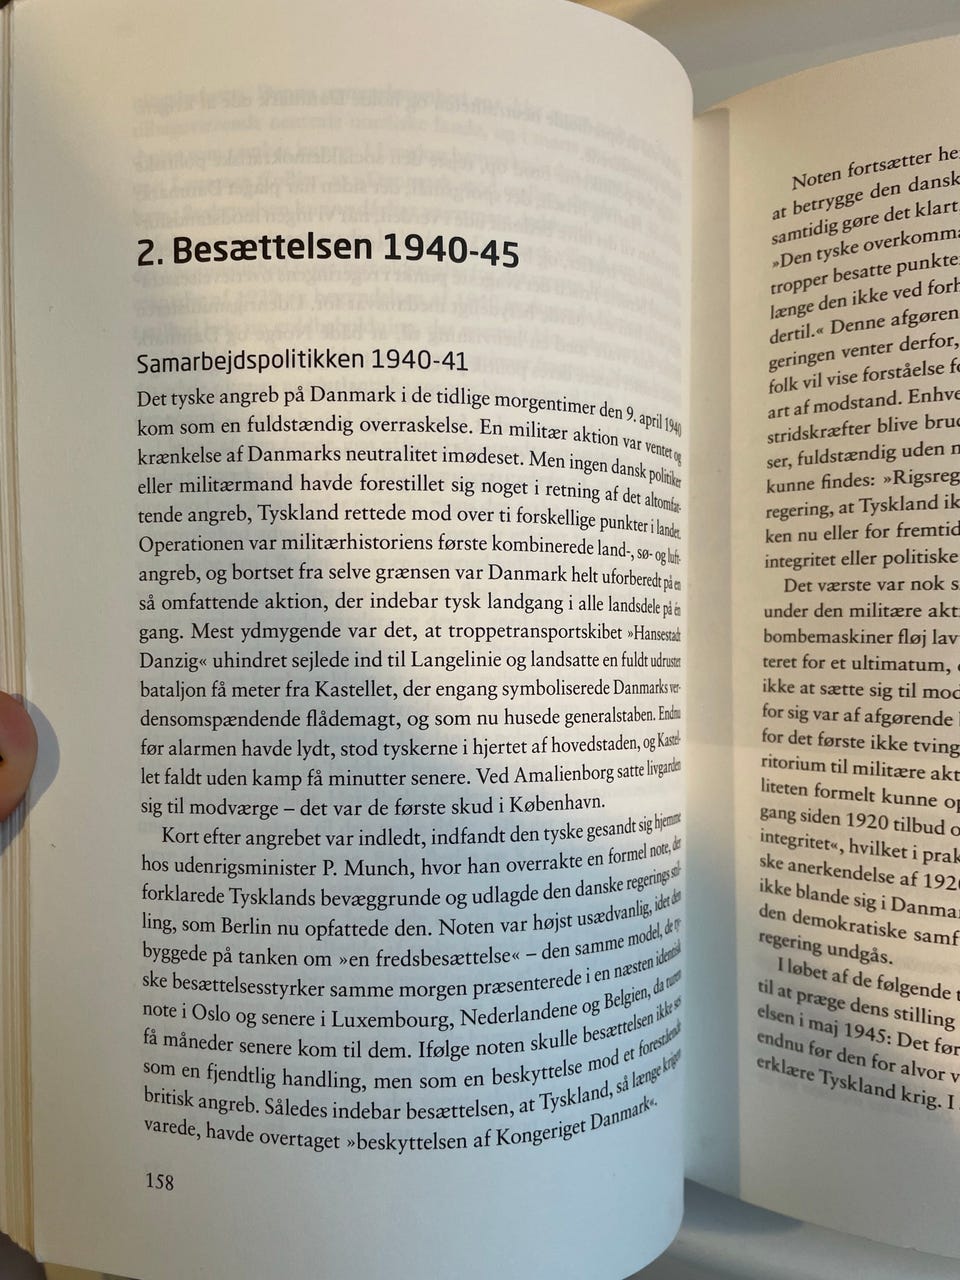 2. Besættelsen 1940-45
Samarbejdspolitikken 1940-41
Det tyske angreb på Danmark i de tidlige morgentimer den 9. april 1940
kom som en fuldstændig overraskelse. En militær aktion var ventet og
krænkelse af Danmarks neutralitet imødeset. Men ingen dansk politiker
eller militærmand havde forestillet sig noget i retning af det altomfat-
tende angreb, Tyskland rettede mod over ti forskellige punkter i landet.
Operationen var militærhistoriens første kombinerede land-, sø- og luft-
angreb, og bortset fra selve grænsen var Danmark helt uforberedt på en
så omfattende aktion, der indebar tysk landgang i alle landsdele på én
gang. Mest ydmygende var det, at troppetransportskibet »Hansestadt
Danzig« uhindret sejlede ind til Langelinie og landsatte en fuldt udrustet
bataljon få meter fra Kastellet, der engang symboliserede Danmarks ver-
densomspændende flådemagt, og som nu husede generalstaben. Endnu
før alarmen havde lydt, stod tyskerne i hjertet af hovedstaden, og Kastel-
let faldt uden kamp få minutter senere. Ved Amalienborg satte livgarden
sig til modværge – det var de første skud i København.
Kort efter angrebet var indledt, indfandt den tyske gesandt sig hjemme
hos udenrigsminister P. Munch, hvor han overrakte en formel note, der
forklarede Tysklands bevæggrunde og udlagde den danske regerings stil-
ling, som Berlin nu opfattede den. Noten var højst usædvanlig, idet den
byggede på tanken om »en fredsbesættelse« – den samme model, de ty-
ske besættelsesstyrker samme morgen præsenterede i en næsten identisk
note i Oslo og senere i Luxembourg, Nederlandene og Belgien, da turen
få måneder senere kom til dem. Ifølge noten skulle besættelsen ikke ses
som en fjendtlig handling, men som en beskyttelse mod et forestående
britisk angreb. Således indebar besættelsen, at Tyskland, så længe krigen
varede, havde overtaget »beskyttelsen af Kongeriget Danmark«.
158
Noten fortsætter
at betrygge den dansk
samtidig gøre det klart,
»Den tyske
tropper besatte
længe den ikke ved
dertil.« Denne
geringen venter derfor,
folk vil vise forståelse
art af modstand.
stridskræfter blive
ser, fuldstændig uden
kunne findes:
regering, at Tyskland
ken nu eller for fremtid
integritet eller politiske
Det værste var nok
under den militære
bombemaskiner fløj lav
teret for et ultimatum,
ikke at sætte sig til
for sig var af afgørende
for det første ikke
ritorium til militære
liteten formelt kunne
gang siden 1920 tilbud
integritet«, hvilket i
ske anerkendelse af
ikke blande sig i
den demokratiske
regering undgås.
I løbet af de følgende
til at præge dens stilling
elsen i maj 1945: Det
endnu før den for alvor
erklære Tyskland krig. I